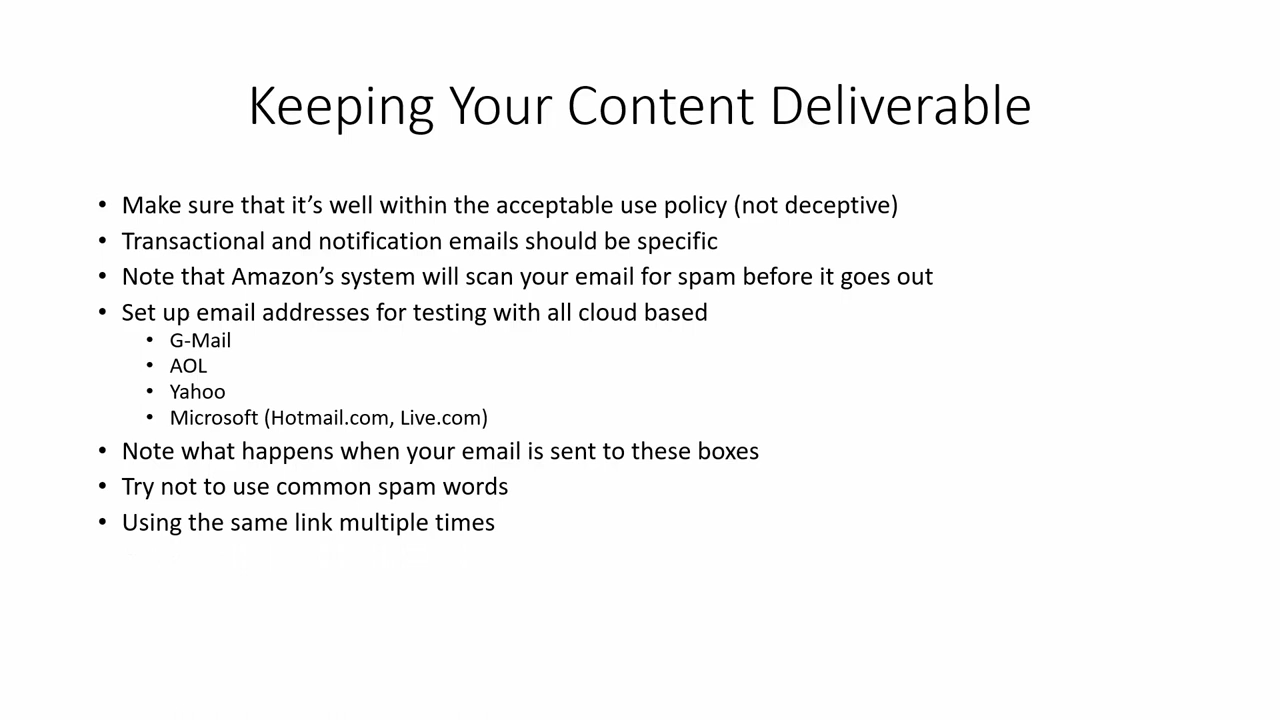 Keeping Your Content Deliverable
• Make sure that it’s well within the acceptable use policy (not deceptive)
• Transactional and notification emails should be specific
• Note that Amazon’s system will scan your email for spam before it goes out
• Set up email addresses for testing with all cloud based
• G-Mail
• AOL
• Yahoo
• Microsoft (Hotmail.com, Live.com)
• Note what happens when your email is sent to these boxes
• Try not to use common spam words
• Using the same link multiple times